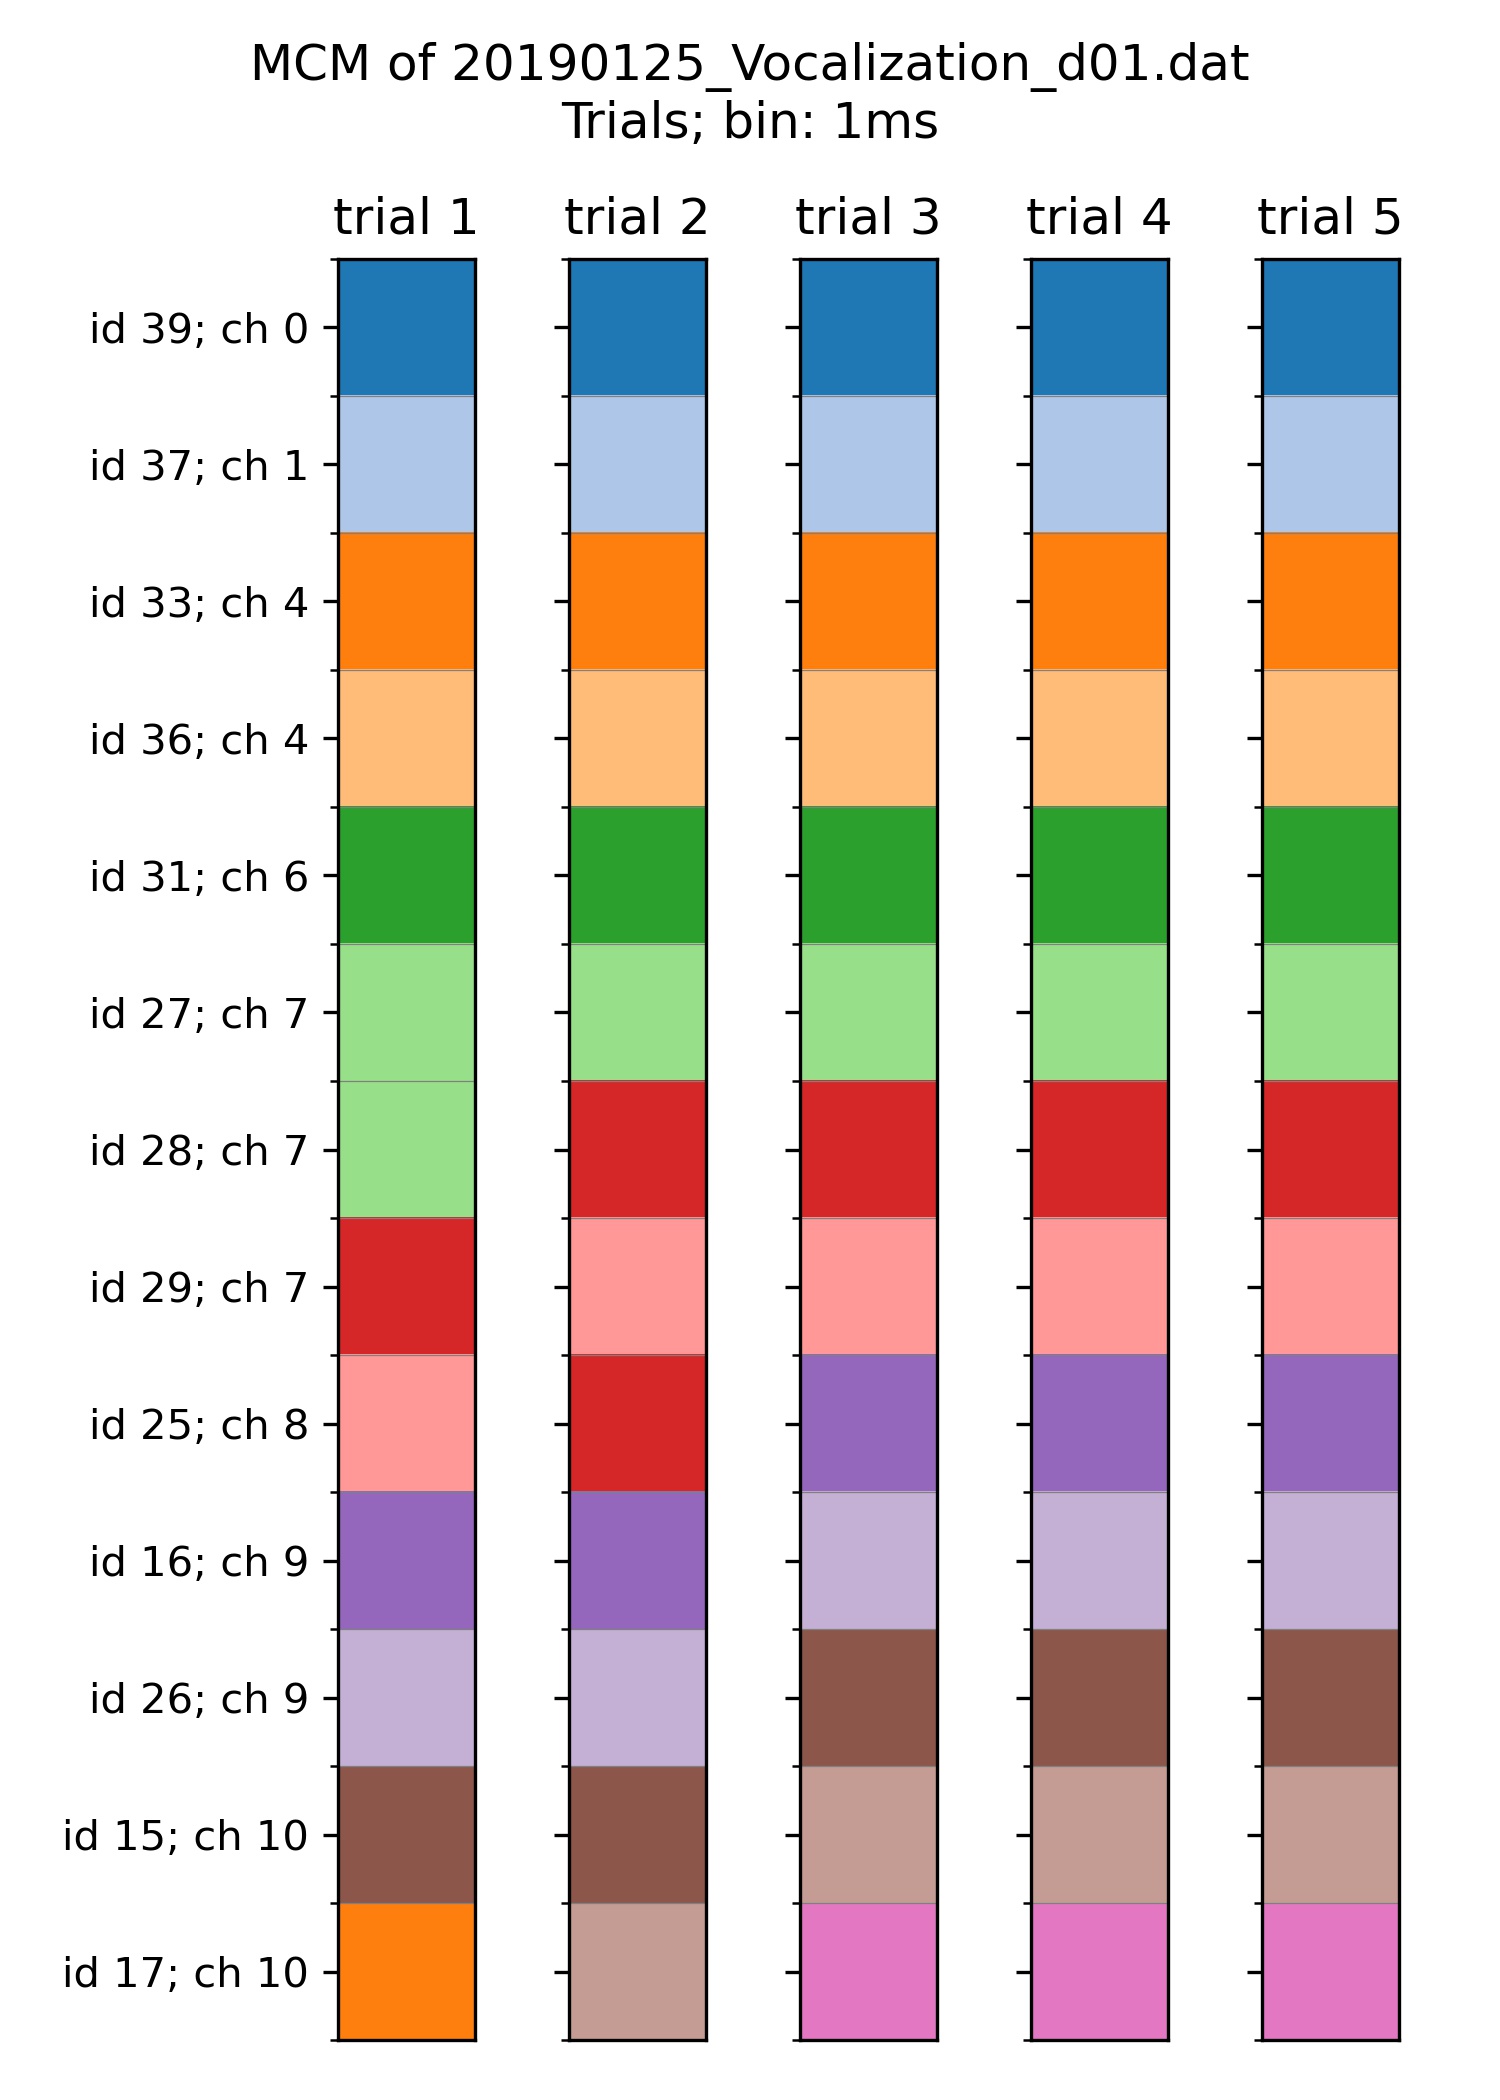 MCM of 20190125_Vocalization_d01.dat
Trials; bin: 1ms
trial 1 trial 2 trial 3 trial 4 trial 5
id 39; ch 0
id 37; ch 1
id 33; ch 4
id 36; ch 4
id 31; ch 6
id 27; ch 7
id 28; ch 7
id 29; ch 7
id 25; ch 8
id 16; ch 9
id 26; ch 9
id 15; ch 10
id 17; ch 10